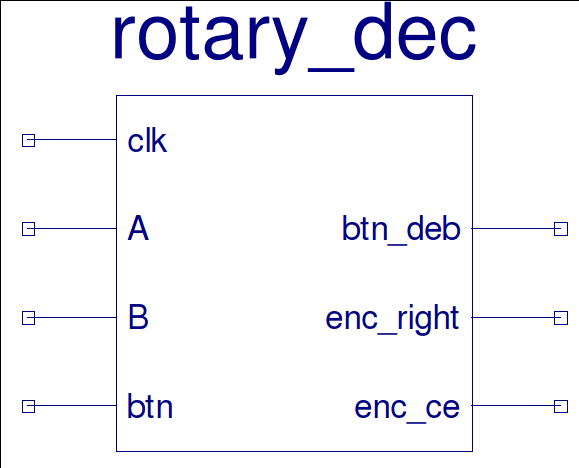 rotary_dec
clk
A
btn_deb
B
enc_right
btn
enc_ce